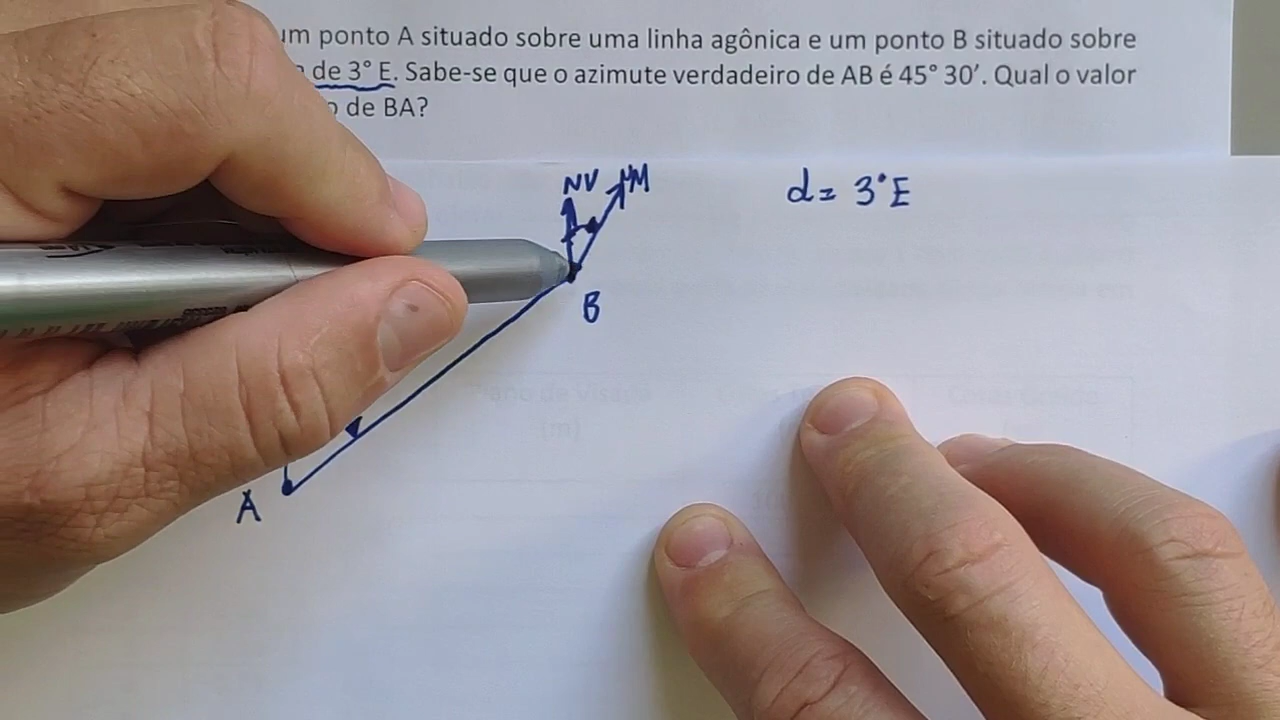 um ponto A situado sobre uma linha agônica e um ponto B situado sobre
de 3° E. Sabe-se que o azimute verdadeiro de AB é 45° 30’. Qual o valor
de BA?
NV NM
d= 3°E
B
A